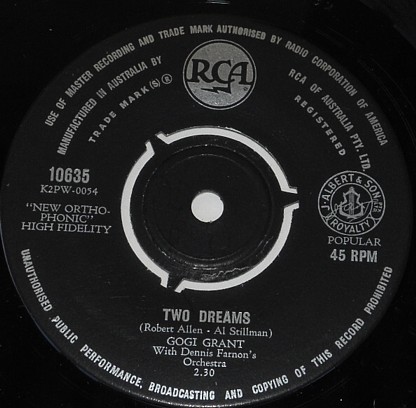 USE OF MASTER RECORDING AND TRADE MARK AUTHORISED BY RADIO CORPORATION OF AMERICA
MANUFACTURED IN AUSTRALIA BY
RCA
RCA OF AUSTRALIA PTY. LTD.
TRADE MARK(S)®
REGISTERED
10635
K2PW-0054
"NEW ORTHO-
PHONIC"
HIGH FIDELITY
J. ALBERT & SON PTY. LTD.
ROYALTY
POPULAR
45 RPM
TWO DREAMS
(Robert Allen - Al Stillman)
GOGI GRANT
With Dennis Farnon's
Orchestra
2.30
UNAUTHORISED PUBLIC PERFORMANCE, BROADCASTING AND COPYING OF THIS RECORD PROHIBITED